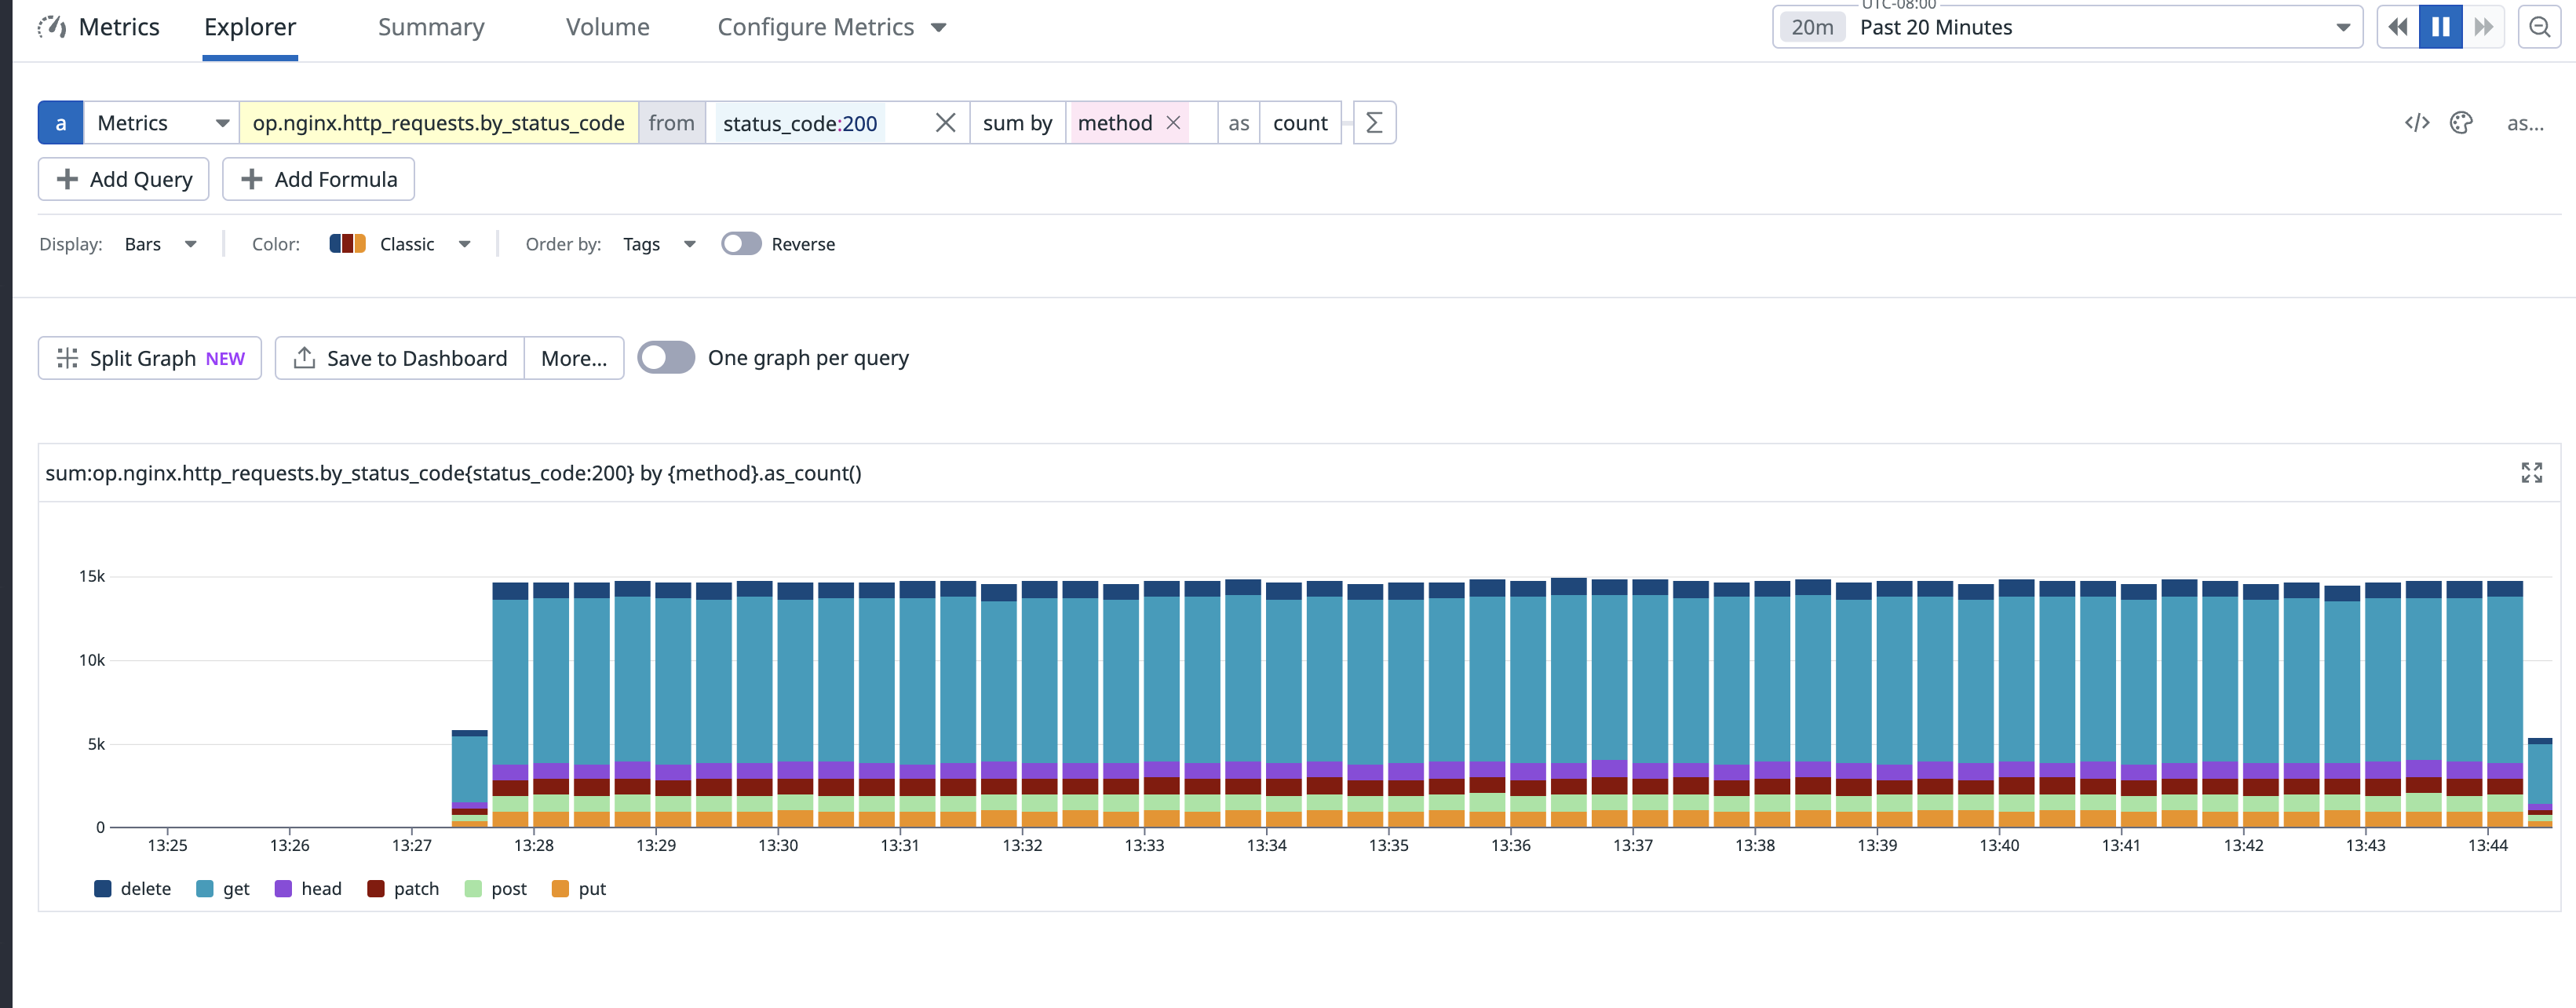 UTC-08:00
Metrics Explorer Summary Volume Configure Metrics 20m Past 20 Minutes
a Metrics op.nginx.http_requests.by_status_code from status_code:200 sum by method as count Σ as...
Add Query Add Formula
Display: Bars Color: Classic Order by: Tags Reverse
Split Graph NEW Save to Dashboard More... One graph per query
sum:op.nginx.http_requests.by_status_code{status_code:200} by {method}.as_count()
15k
10k
5k
0
13:25 13:26 13:27 13:28 13:29 13:30 13:31 13:32 13:33 13:34 13:35 13:36 13:37 13:38 13:39 13:40 13:41 13:42 13:43 13:44
delete get head patch post put